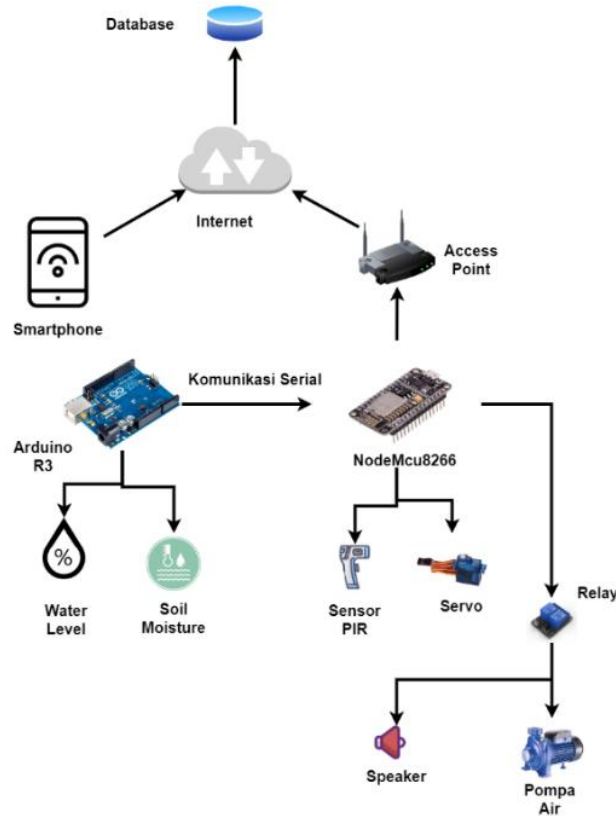 Database
Internet
Access
Point
Smartphone
Komunikasi Serial
Arduino
R3
NodeMcu8266
%
Water
Level
Soil
Moisture
Sensor
PIR
Servo
Relay
Speaker
Pompa
Air